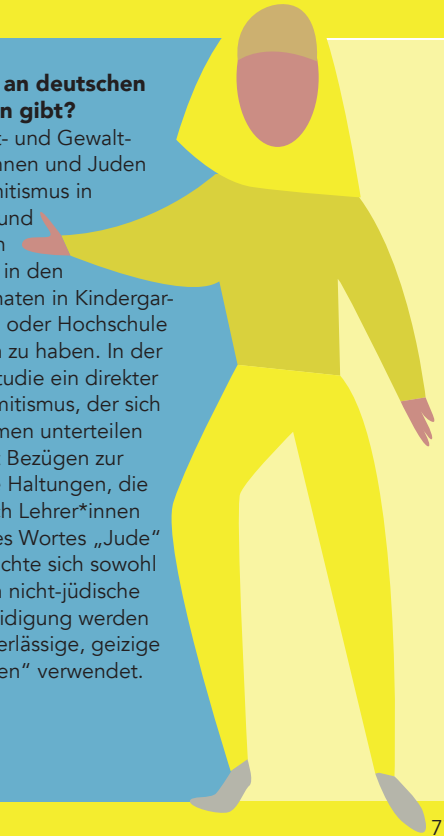 an deutschen
n gibt?
t- und Gewalt-
nnen und Juden
mitismus in
und
n
in den
naten in Kindergar-
oder Hochschule
n zu haben. In der
tudie ein direkter
mitismus, der sich
men unterteilen
t Bezügen zur
e Haltungen, die
ch Lehrer*innen
es Wortes „Jude“
chte sich sowohl
n nicht-jüdische
eidigung werden
erlässige, geizige
en“ verwendet.
7